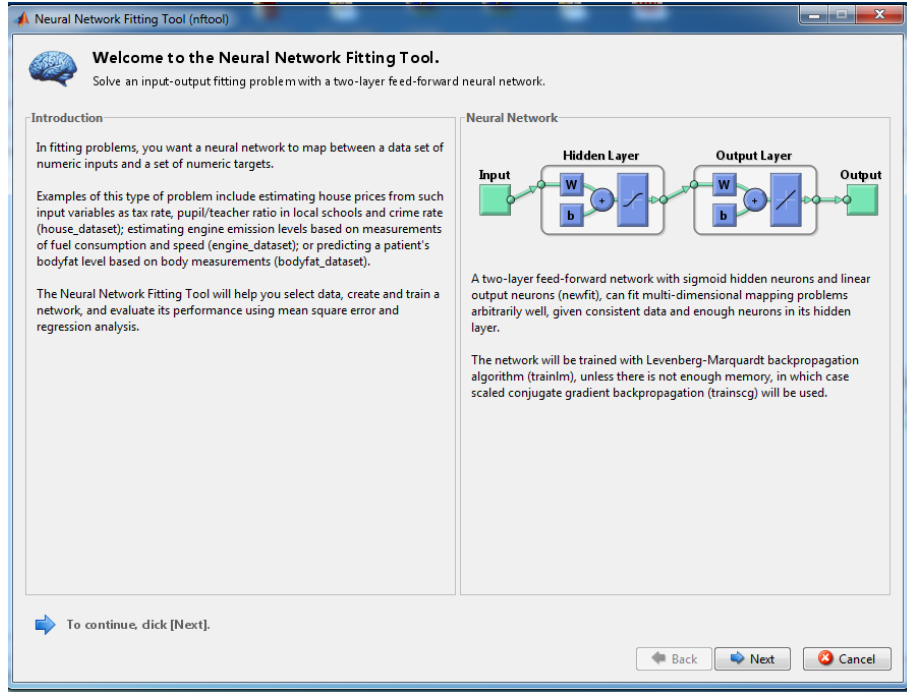 Neural Network Fitting Tool (nftool)
Welcome to the Neural Network Fitting Tool.
Solve an input-output fitting problem with a two-layer feed-forward neural network.
Introduction
In fitting problems, you want a neural network to map between a data set of
numeric inputs and a set of numeric targets.
Examples of this type of problem include estimating house prices from such
input variables as tax rate, pupil/teacher ratio in local schools and crime rate
(house_dataset); estimating engine emission levels based on measurements
of fuel consumption and speed (engine_dataset); or predicting a patient's
bodyfat level based on body measurements (bodyfat_dataset).
The Neural Network Fitting Tool will help you select data, create and train a
network, and evaluate its performance using mean square error and
regression analysis.
Neural Network
Hidden Layer
Output Layer
Input
Output
W
b
+
W
b
+
A two-layer feed-forward network with sigmoid hidden neurons and linear
output neurons (newfit), can fit multi-dimensional mapping problems
arbitrarily well, given consistent data and enough neurons in its hidden
layer.
The network will be trained with Levenberg-Marquardt backpropagation
algorithm (trainlm), unless there is not enough memory, in which case
scaled conjugate gradient backpropagation (trainscg) will be used.
To continue, click [Next].
Back
Next
Cancel